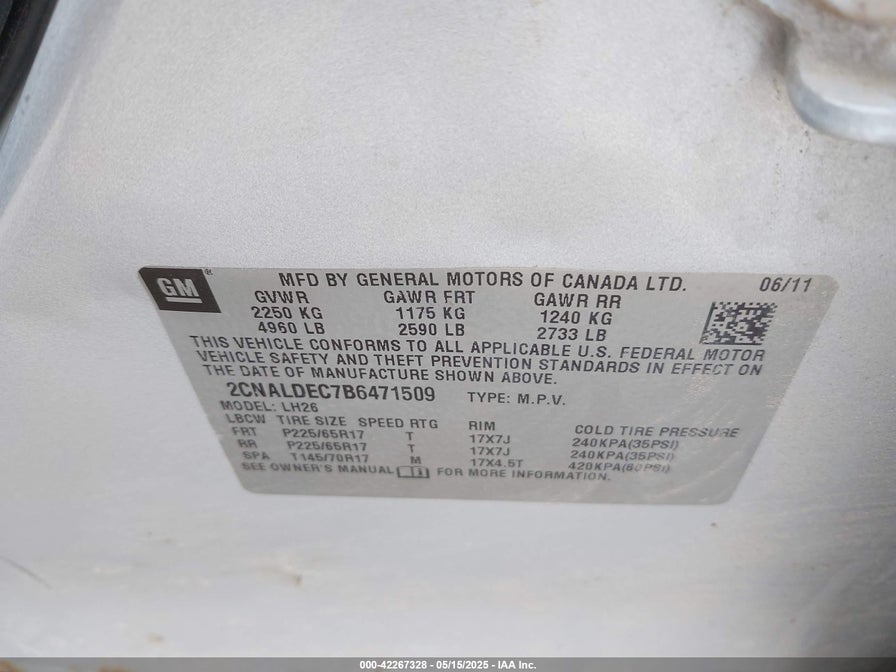 GM ®
MFD BY GENERAL MOTORS OF CANADA LTD. 06/11
GVWR GAWR FRT GAWR RR
2250 KG 1175 KG 1240 KG
4960 LB 2590 LB 2733 LB
THIS VEHICLE CONFORMS TO ALL APPLICABLE U.S. FEDERAL MOTOR
VEHICLE SAFETY AND THEFT PREVENTION STANDARDS IN EFFECT ON
THE DATE OF MANUFACTURE SHOWN ABOVE.
2CNALDEC7B6471509 TYPE: M.P.V.
MODEL: LH26
LBCW TIRE SIZE SPEED RTG RIM COLD TIRE PRESSURE
FRT P225/65R17 T 17X7J 240KPA(35PSI)
RR P225/65R17 T 17X7J 240KPA(35PSI)
SPA T145/70R17 M 17X4.5T 420KPA(60PSI)
SEE OWNER'S MANUAL FOR MORE INFORMATION.
000-42267328 - 05/15/2025 - IAA Inc.